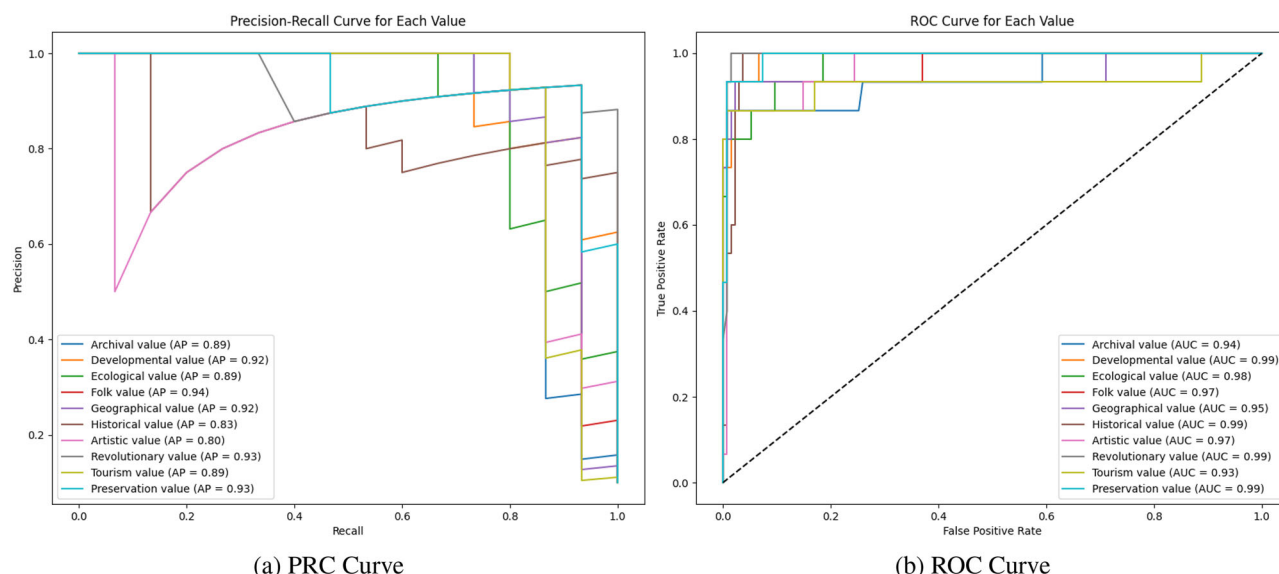 Precision-Recall Curve for Each Value
1.0
0.8
0.6
0.4
0.2
Precision
0.0
0.2
0.4
0.6
0.8
1.0
Recall
Archival value (AP = 0.89)
Developmental value (AP = 0.92)
Ecological value (AP = 0.89)
Folk value (AP = 0.94)
Geographical value (AP = 0.92)
Historical value (AP = 0.83)
Artistic value (AP = 0.80)
Revolutionary value (AP = 0.93)
Tourism value (AP = 0.89)
Preservation value (AP = 0.93)
(a) PRC Curve
ROC Curve for Each Value
1.0
0.8
0.6
0.4
0.2
0.0
True Positive Rate
0.0
0.2
0.4
0.6
0.8
1.0
False Positive Rate
Archival value (AUC = 0.94)
Developmental value (AUC = 0.99)
Ecological value (AUC = 0.98)
Folk value (AUC = 0.97)
Geographical value (AUC = 0.95)
Historical value (AUC = 0.99)
Artistic value (AUC = 0.97)
Revolutionary value (AUC = 0.99)
Tourism value (AUC = 0.93)
Preservation value (AUC = 0.99)
(b) ROC Curve